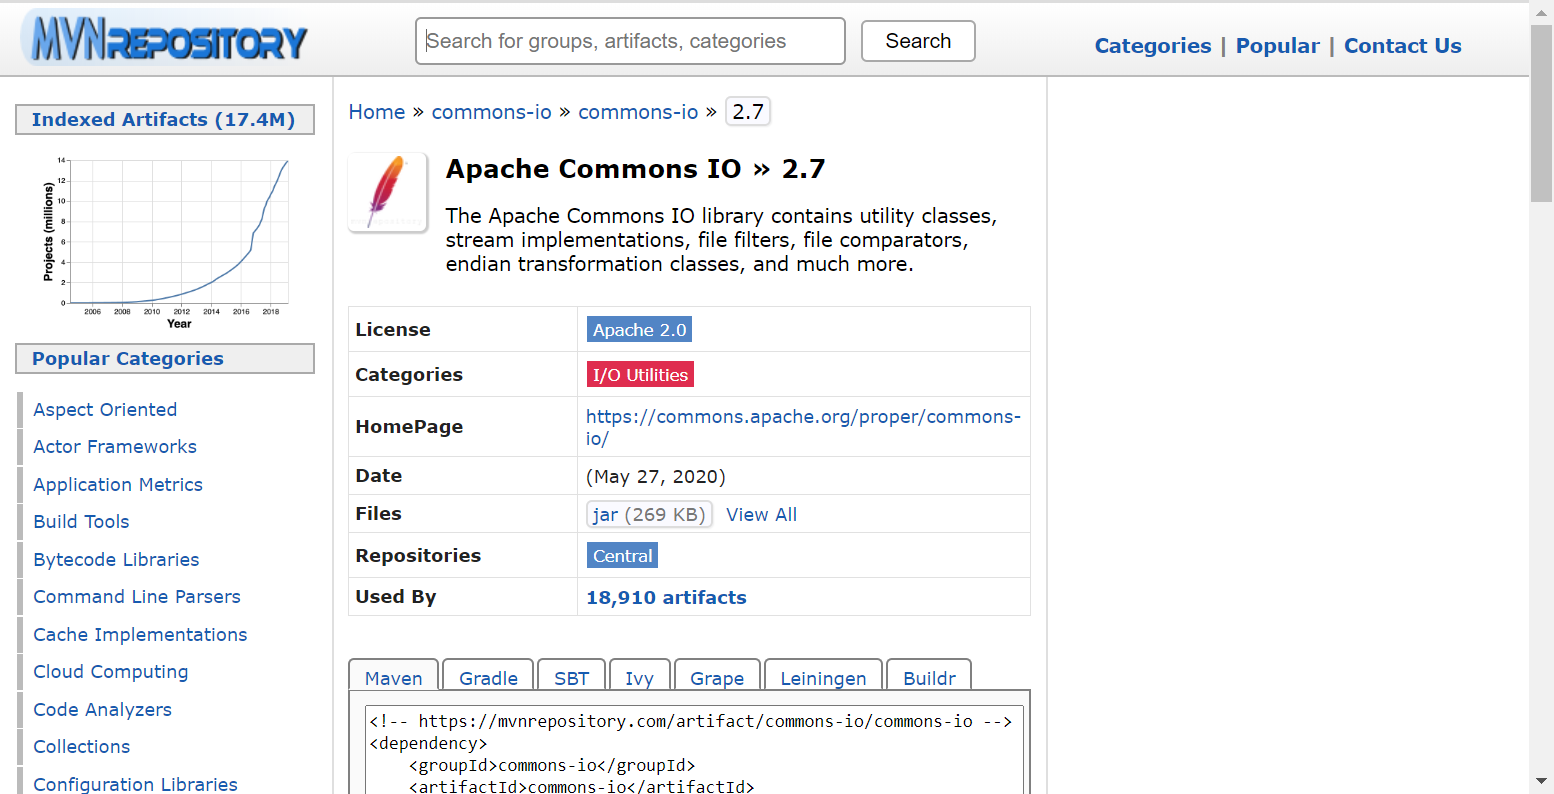 MVNREPOSITORY
Search for groups, artifacts, categories
Search
Categories | Popular | Contact Us
Indexed Artifacts (17.4M)
Projects (millions)
14
12
10
8
6
4
2
0
2006 2008 2010 2012 2014 2016 2018
Year
Popular Categories
Aspect Oriented
Actor Frameworks
Application Metrics
Build Tools
Bytecode Libraries
Command Line Parsers
Cache Implementations
Cloud Computing
Code Analyzers
Collections
Configuration Libraries
Home » commons-io » commons-io » 2.7
Apache Commons IO » 2.7
The Apache Commons IO library contains utility classes,
stream implementations, file filters, file comparators,
endian transformation classes, and much more.
License Apache 2.0
Categories I/O Utilities
HomePage https://commons.apache.org/proper/commons-
io/
Date (May 27, 2020)
Files jar (269 KB) View All
Repositories Central
Used By 18,910 artifacts
Maven Gradle SBT Ivy Grape Leiningen Buildr
<!-- https://mvnrepository.com/artifact/commons-io/commons-io -->
<dependency>
<groupId>commons-io</groupId>
<artifactId>commons-io</artifactId>